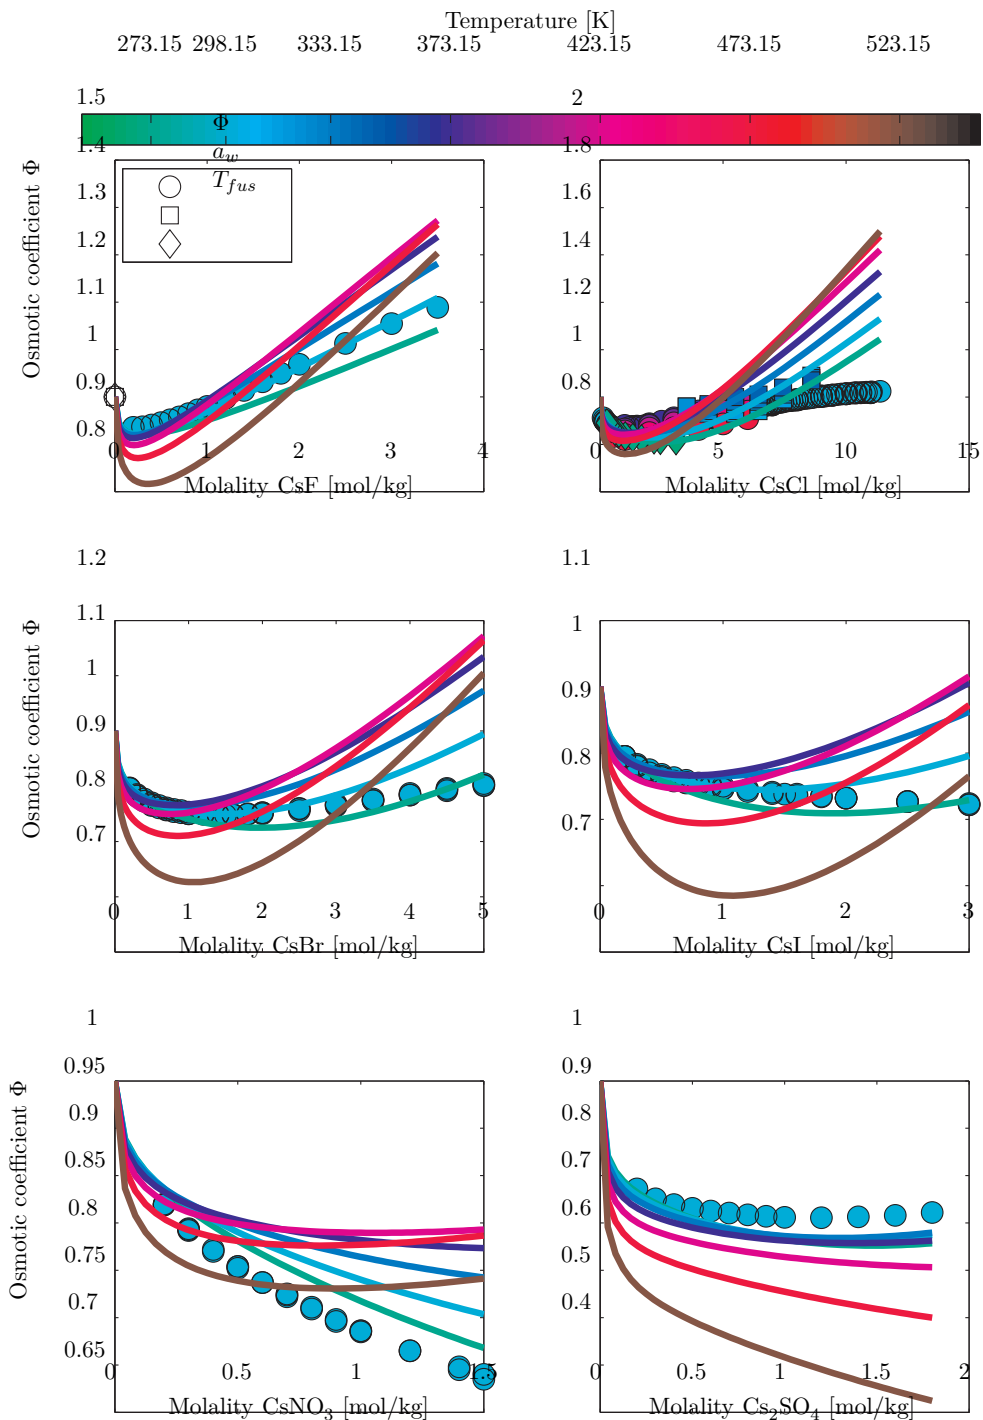 Temperature [K]
273.15 298.15 333.15 373.15 423.15 473.15 523.15
1.5 2
Φ
1.4 a_w 1.8
T_fus
1.3 1.6
1.2 1.4
1.1 1.2
1 1
0.9 0.8
0.8
Osmotic coefficient Φ
0 1 2 3 4 0 5 10 15
Molality CsF [mol/kg] Molality CsCl [mol/kg]
1.2 1.1
1.1 1
1 0.9
0.9
0.8 0.8
0.7 0.7
Osmotic coefficient Φ
0 1 2 3 4 5 0 1 2 3
Molality CsBr [mol/kg] Molality CsI [mol/kg]
1 1
0.95 0.9
0.9 0.8
0.85 0.7
0.8 0.6
0.75 0.5
0.7 0.4
0.65
Osmotic coefficient Φ
0 0.5 1 1.5 0 0.5 1 1.5 2
Molality CsNO₃ [mol/kg] Molality Cs₂SO₄ [mol/kg]